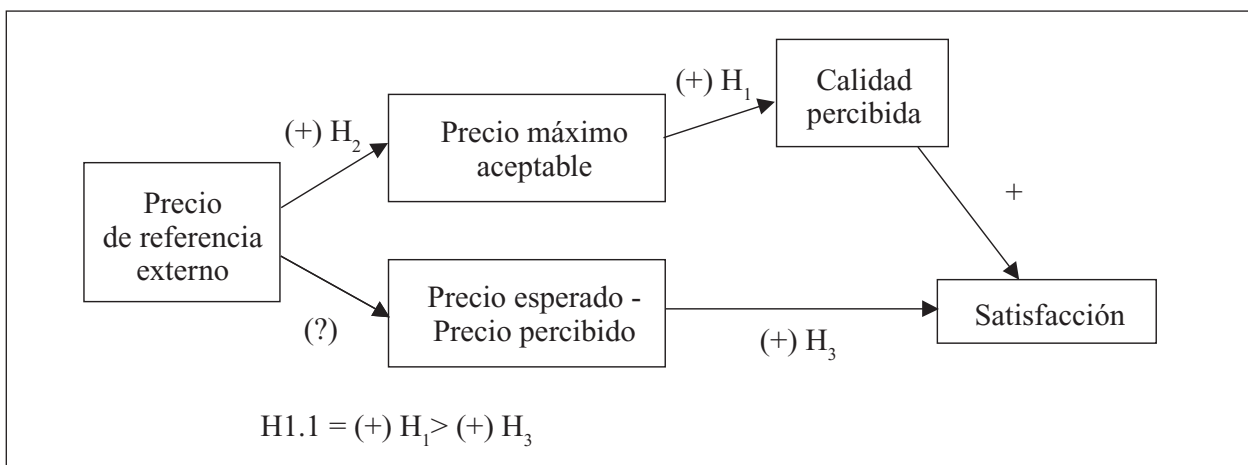 Precio
de referencia
externo
(+) H₂
Precio máximo
aceptable
(+) H₁
Calidad
percibida
+
(?)
Precio esperado -
Precio percibido
(+) H₃
Satisfacción
H1.1 = (+) H₁> (+) H₃